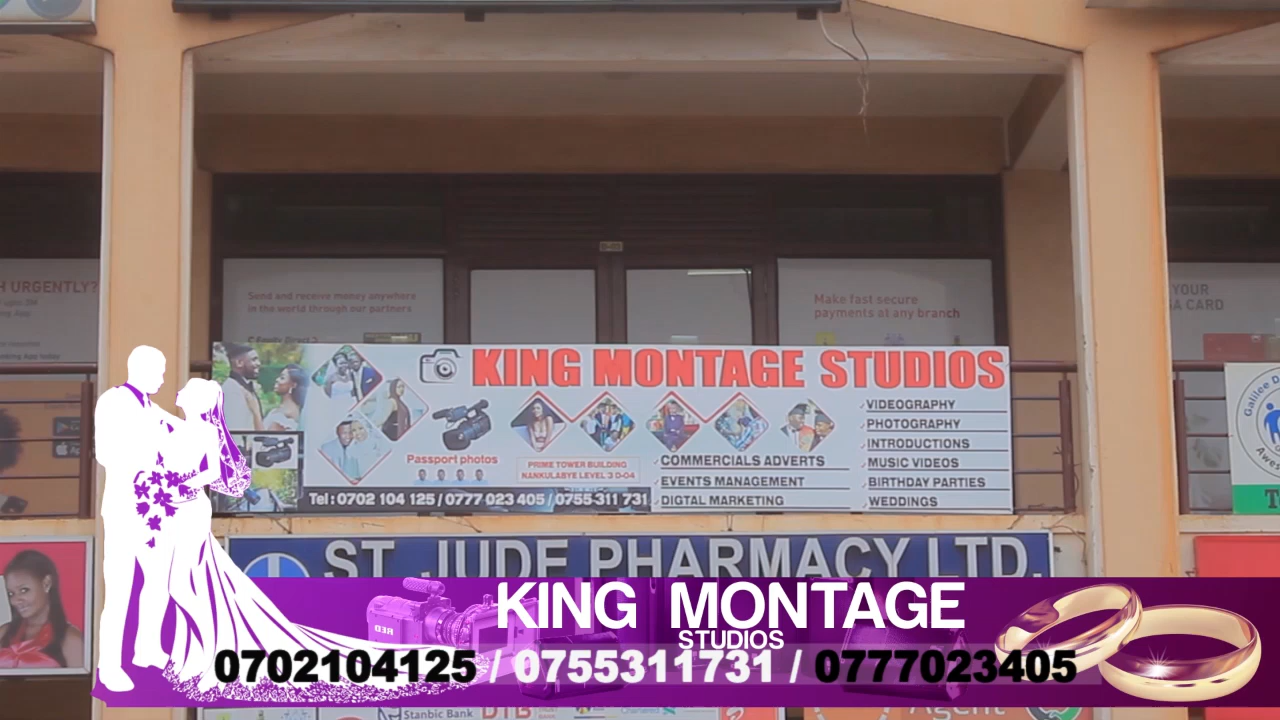 H URGENTLY?
Send and receive money anywhere
in the world through our partners
Make fast secure
payments at any branch
YOUR
SA CARD
KING MONTAGE STUDIOS
Passport photos
PRIME TOWER BUILDING
NANKULABYE LEVEL 3 D-04
COMMERCIALS ADVERTS
EVENTS MANAGEMENT
DIGTAL MARKETING
VIDEOGRAPHY
PHOTOGRAPHY
INTRODUCTIONS
MUSIC VIDEOS
BIRTHDAY PARTIES
WEDDINGS
Tel : 0702 104 125 / 0777 023 405 / 0755 311 731
ST. JUDE PHARMACY LTD.
RED
KING MONTAGE
STUDIOS
0702104125 / 0755311731 / 0777023405
Stanbic Bank
DTB
Agent